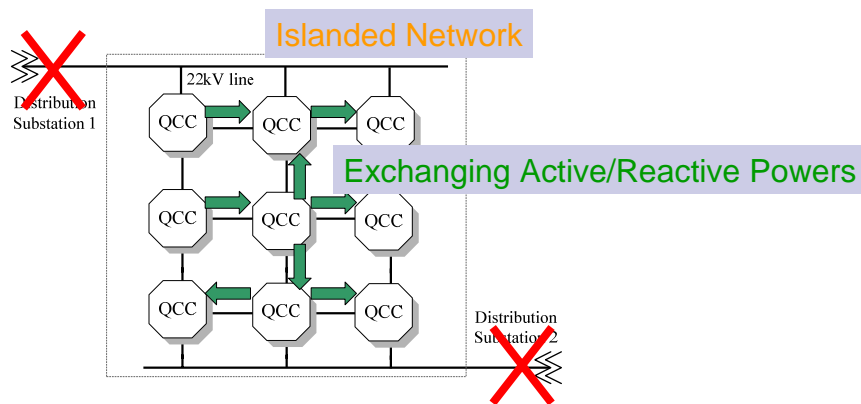 Islanded Network
22kV line
Distribution
Substation 1
QCC QCC QCC
Exchanging Active/Reactive Powers
QCC QCC QCC
QCC QCC QCC
Distribution
Substation 2